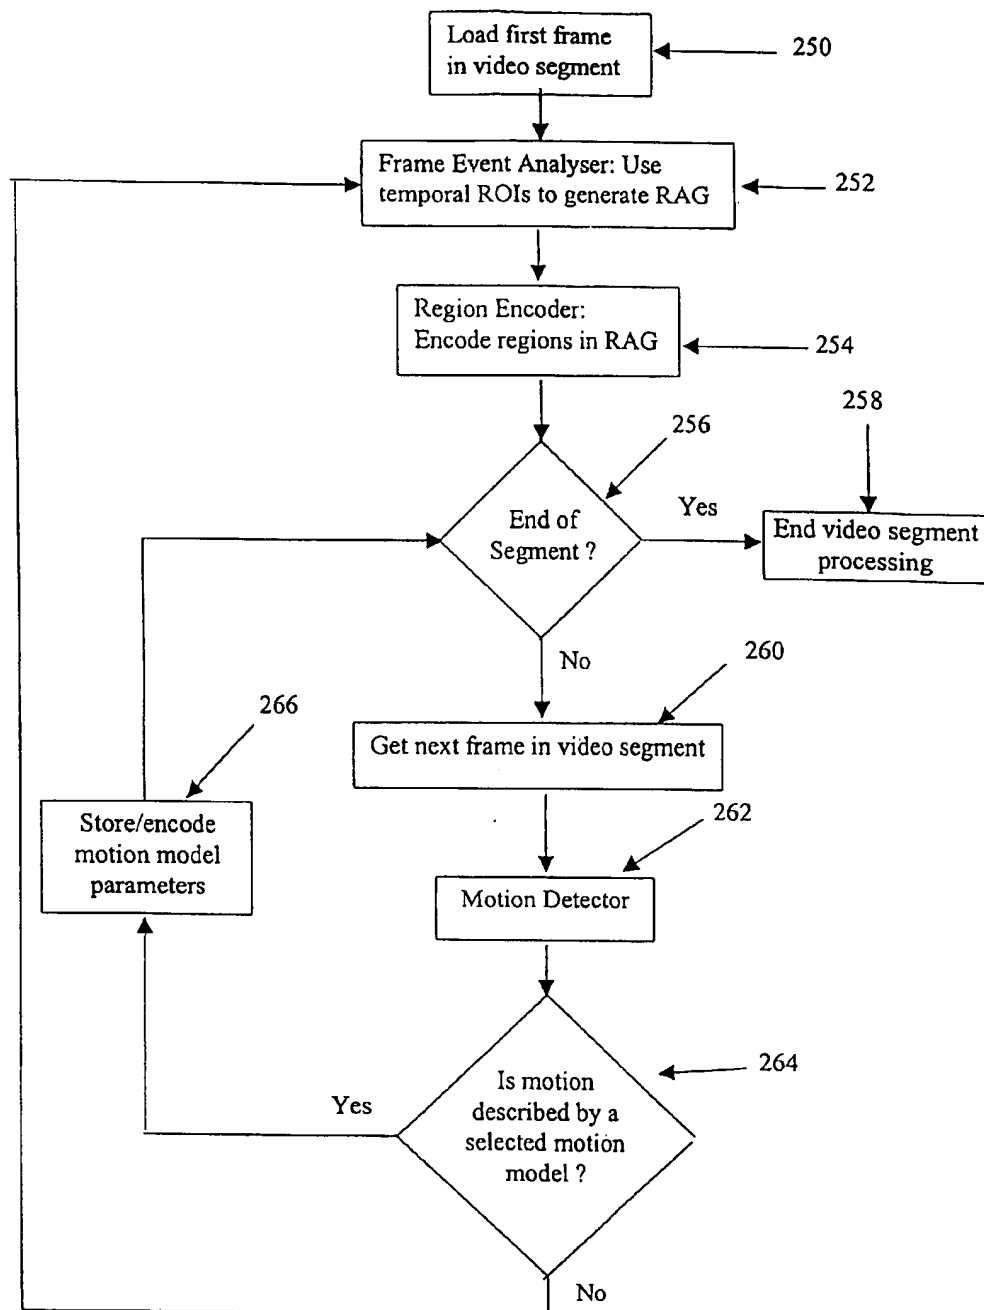 Load first frame
in video segment
250
Frame Event Analyser: Use
temporal ROIs to generate RAG
252
Region Encoder:
Encode regions in RAG
254
258
256
End of
Segment ?
Yes
End video segment
processing
No
260
266
Get next frame in video segment
262
Store/encode
motion model
parameters
Motion Detector
264
Is motion
described by a
selected motion
model ?
Yes
No